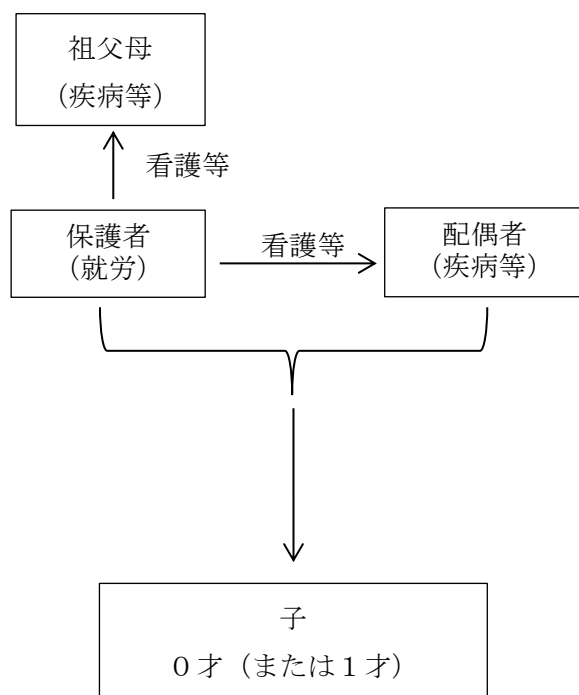 祖父母
（疾病等）
看護等
保護者
（就労）
看護等
配偶者
（疾病等）
子
０才（または１才）